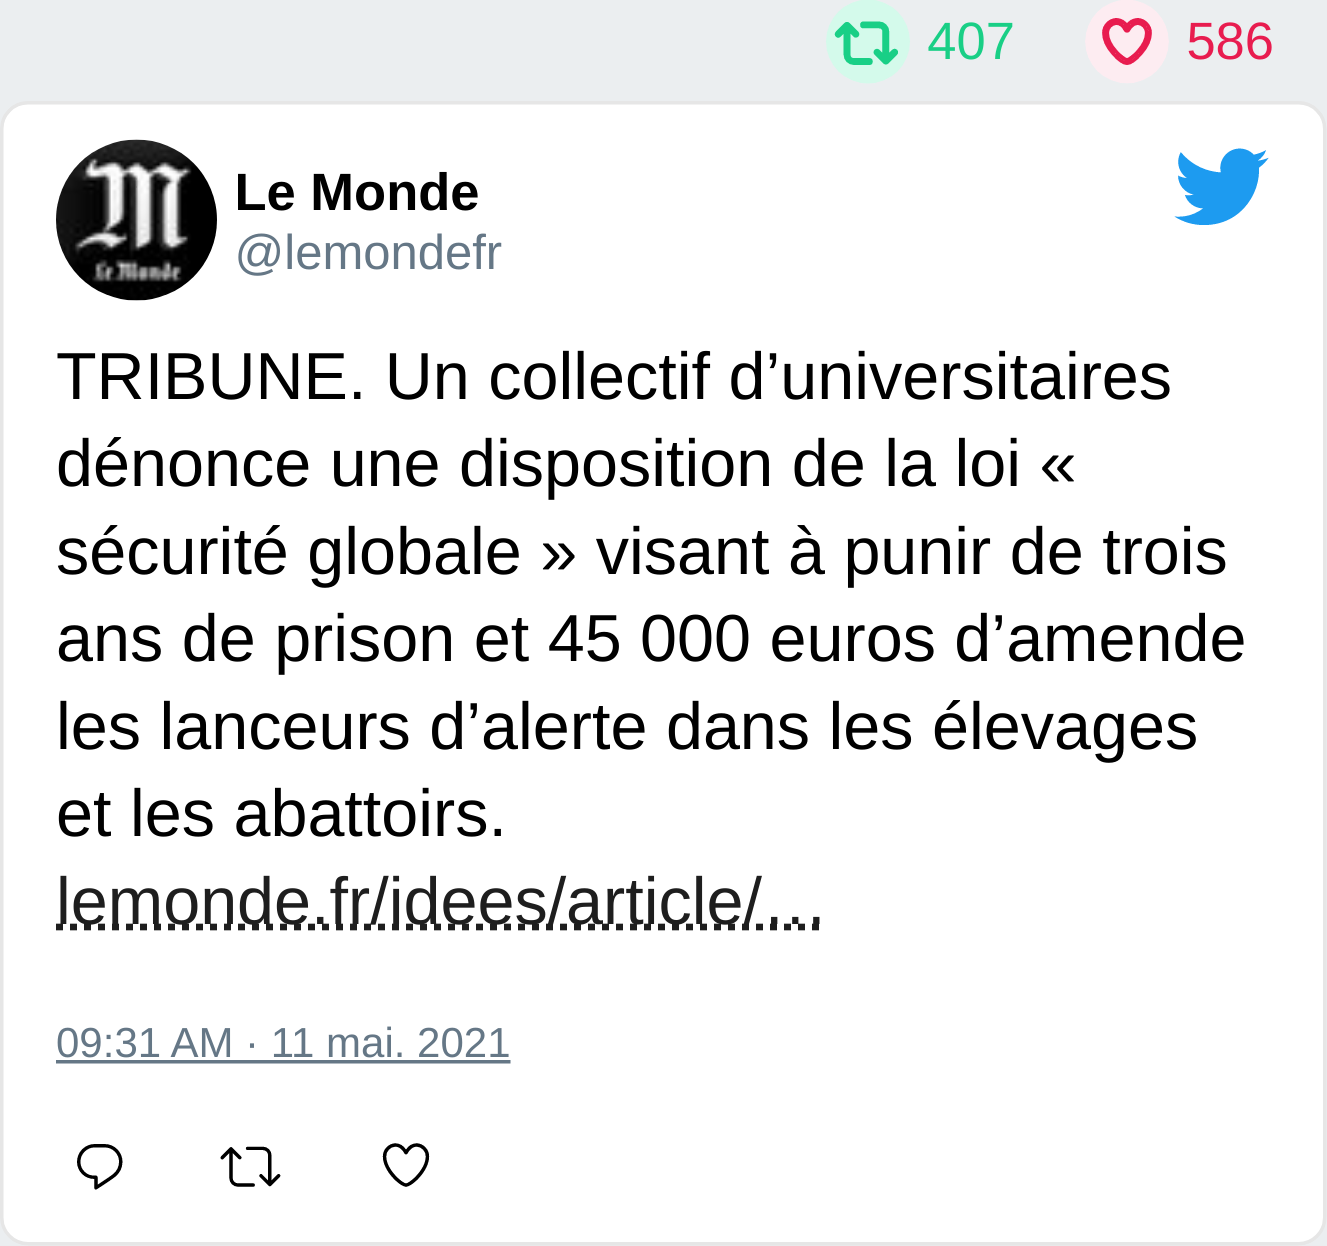 407 586
Le Monde
Le Monde
@lemondefr
TRIBUNE. Un collectif d’universitaires
dénonce une disposition de la loi «
sécurité globale » visant à punir de trois
ans de prison et 45 000 euros d’amende
les lanceurs d’alerte dans les élevages
et les abattoirs.
lemonde.fr/idees/article/...
09:31 AM · 11 mai. 2021